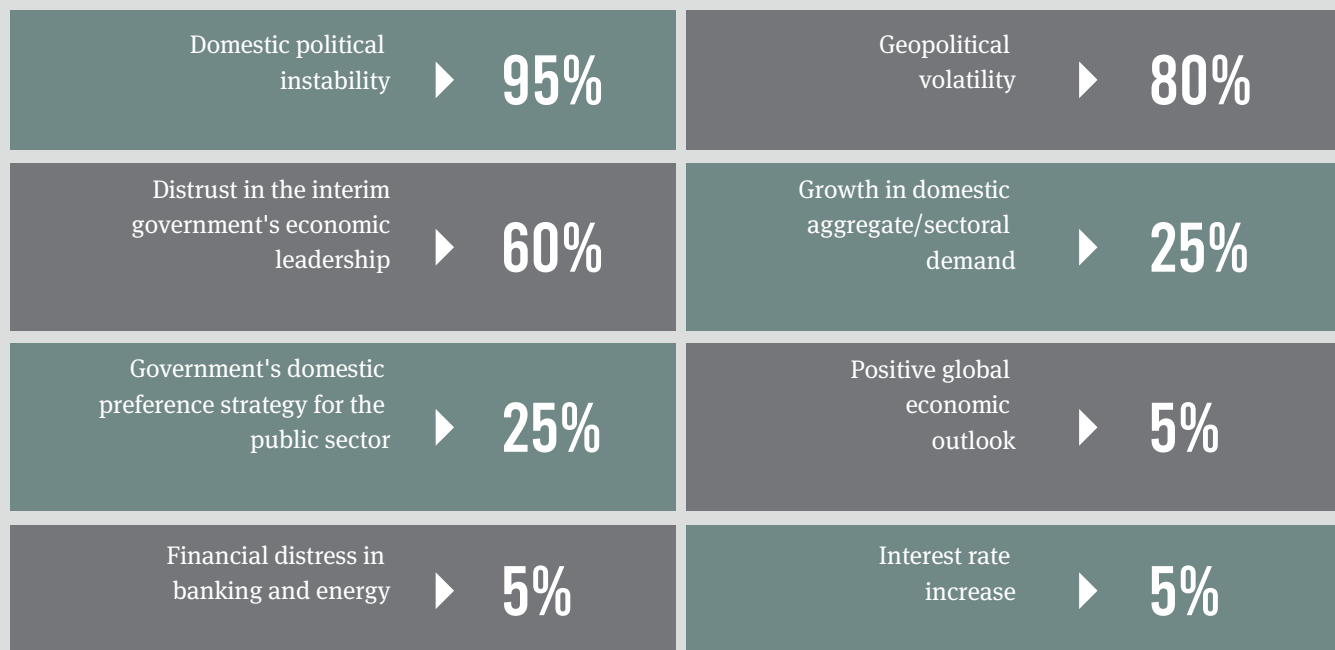 Domestic political
instability
95%
Geopolitical
volatility
80%
Distrust in the interim
government's economic
leadership
60%
Growth in domestic
aggregate/sectoral
demand
25%
Government's domestic
preference strategy for the
public sector
25%
Positive global
economic
outlook
5%
Financial distress in
banking and energy
5%
Interest rate
increase
5%